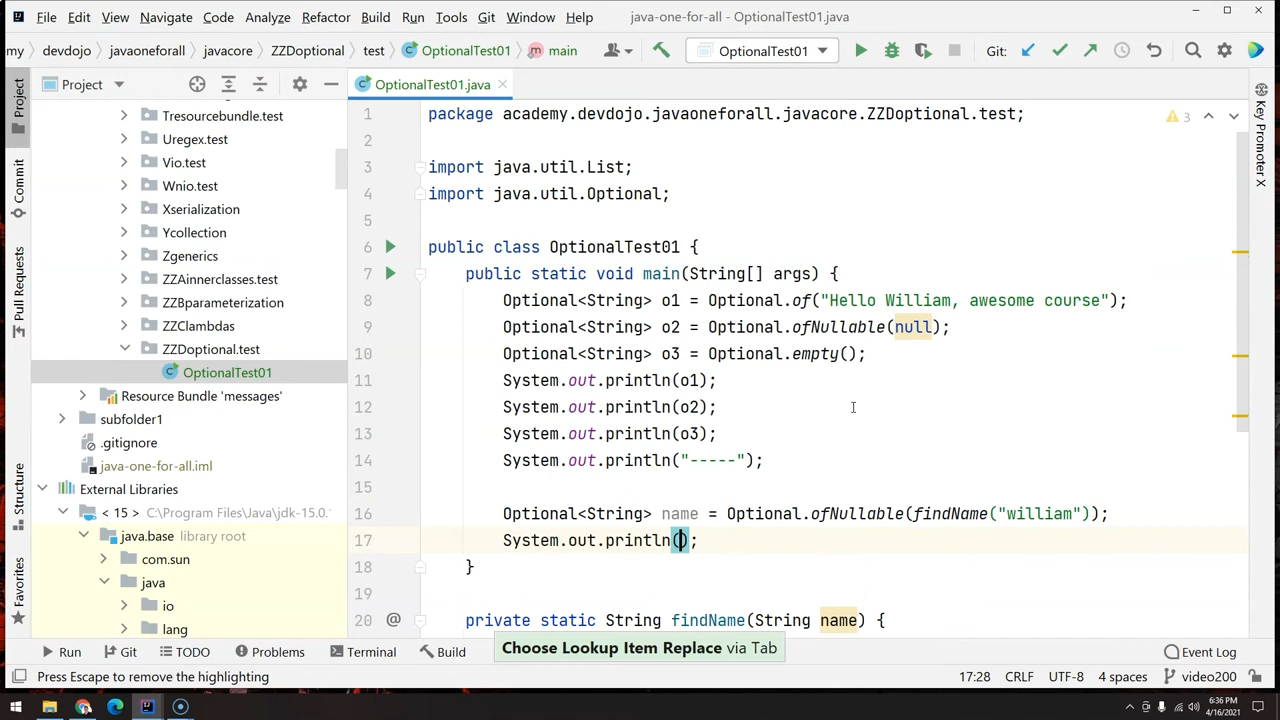 File Edit View Navigate Code Analyze Refactor Build Run Tools Git Window Help java-one-for-all - OptionalTest01.java
my devdojo javaoneforall javacore ZZDoptional test OptionalTest01 main OptionalTest01 Git:
Project OptionalTest01.java
Project
Commit
Pull Requests
Structure
Favorites
Tresourcebundle.test
Uregex.test
Vio.test
Wnio.test
Xserialization
Ycollection
Zgenerics
ZZAinnerclasses.test
ZZBparameterization
ZZClambdas
ZZDoptional.test
OptionalTest01
Resource Bundle 'messages'
subfolder1
.gitignore
java-one-for-all.iml
External Libraries
< 15 > C:\Program Files\Java\jdk-15.0.
java.base library root
com.sun
java
io
lang
1 package academy.devdojo.javaoneforall.javacore.ZZDoptional.test; 3
2
3 import java.util.List;
4 import java.util.Optional;
5
6 public class OptionalTest01 {
7 public static void main(String[] args) {
8 Optional<String> o1 = Optional.of("Hello William, awesome course");
9 Optional<String> o2 = Optional.ofNullable(null);
10 Optional<String> o3 = Optional.empty();
11 System.out.println(o1);
12 System.out.println(o2);
13 System.out.println(o3);
14 System.out.println("-----");
15
16 Optional<String> name = Optional.ofNullable(findName("william"));
17 System.out.println();
18 }
19
20 @ private static String findName(String name) {
Key Promoter X
Choose Lookup Item Replace via Tab
Run Git TODO Problems Terminal Build Event Log
Press Escape to remove the highlighting 17:28 CRLF UTF-8 4 spaces video200
6:36 PM
4/16/2021